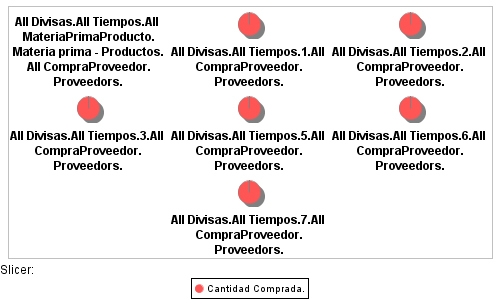 All Divisas.All Tiempos.All
MateriaPrimaProducto.
Materia prima - Productos.
All CompraProveedor.
Proveedors.
All Divisas.All Tiempos.1.All
CompraProveedor.
Proveedors.
All Divisas.All Tiempos.2.All
CompraProveedor.
Proveedors.
All Divisas.All Tiempos.3.All
CompraProveedor.
Proveedors.
All Divisas.All Tiempos.5.All
CompraProveedor.
Proveedors.
All Divisas.All Tiempos.6.All
CompraProveedor.
Proveedors.
All Divisas.All Tiempos.7.All
CompraProveedor.
Proveedors.
Slicer:
Cantidad Comprada.